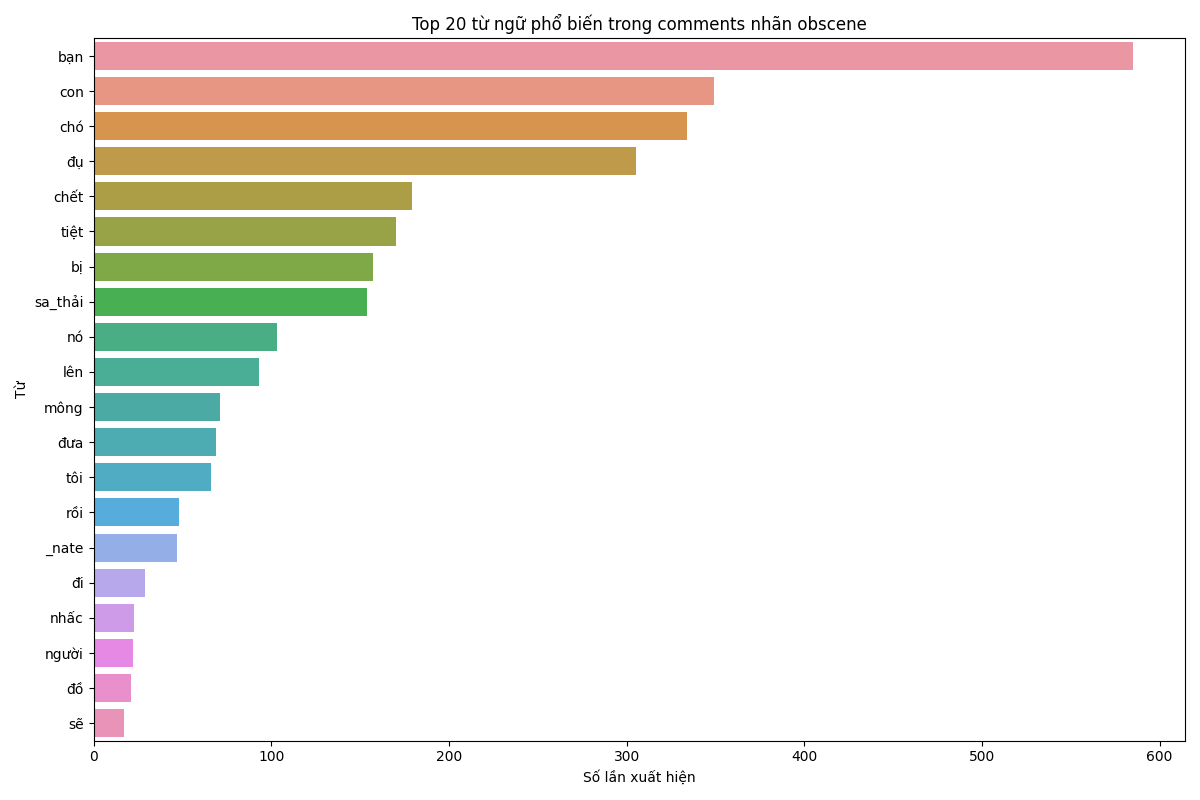 Top 20 từ ngữ phổ biến trong comments nhãn obscene
Từ
bạn
con
chó
đụ
chết
tiệt
bị
sa_thải
nó
lên
mông
đưa
tôi
rồi
_nate
đi
nhấc
người
đồ
sẽ
0 100 200 300 400 500 600
Số lần xuất hiện